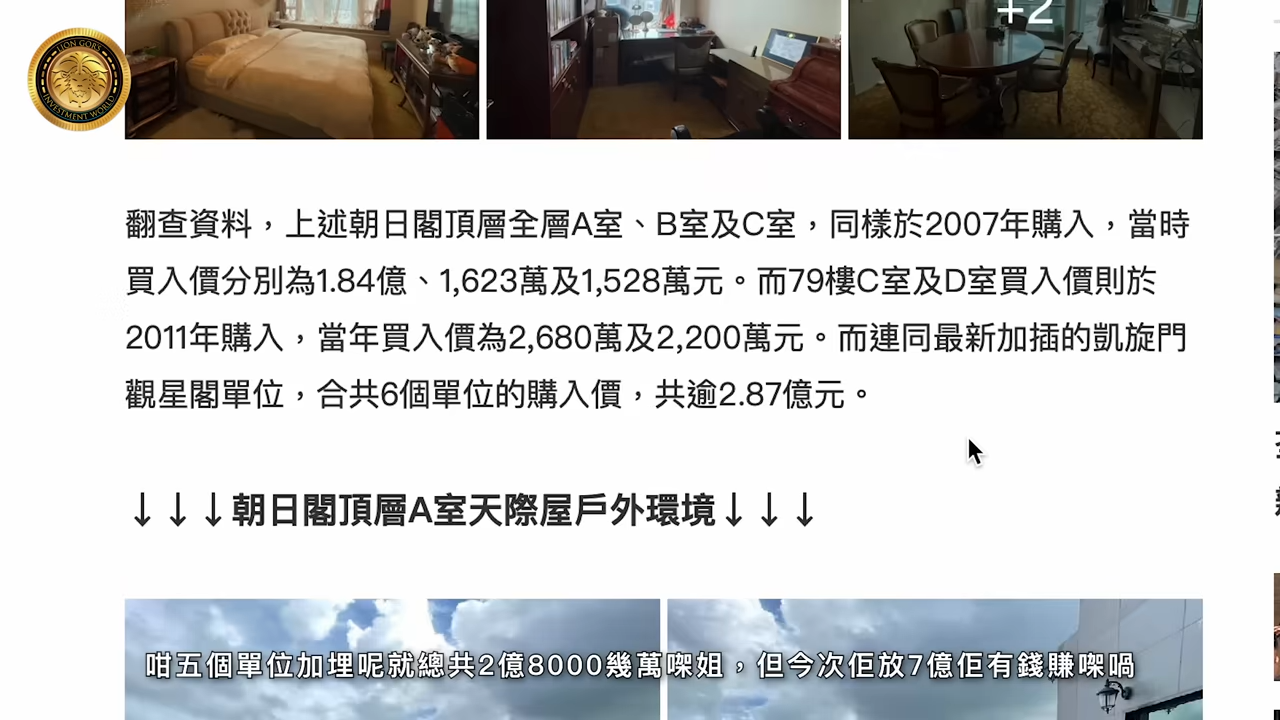 +2
LION GOR'S
INVESTMENT WORLD
翻查資料，上述朝日閣頂層全層A室、B室及C室，同樣於2007年購入，當時
買入價分別為1.84億、1,623萬及1,528萬元。而79樓C室及D室買入價則於
2011年購入，當年買入價為2,680萬及2,200萬元。而連同最新加插的凱旋門
觀星閣單位，合共6個單位的購入價，共逾2.87億元。
↓↓↓朝日閣頂層A室天際屋戶外環境↓↓↓
咁五個單位加埋呢就總共2億8000幾萬㗎姐，但今次佢放7億佢有錢賺㗎喎